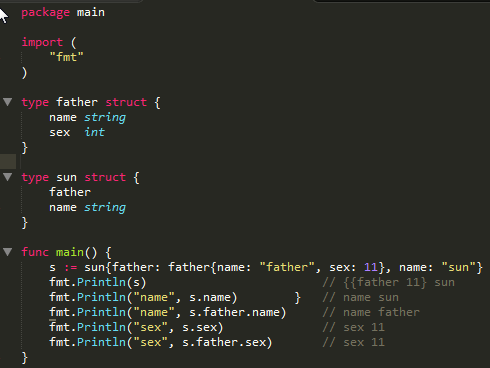 package main
import (
"fmt"
)
type father struct {
name string
sex int
}
type sun struct {
father
name string
}
func main() {
s := sun{father: father{name: "father", sex: 11}, name: "sun"}
fmt.Println(s) // {{father 11} sun
fmt.Println("name", s.name) } // name sun
fmt.Println("name", s.father.name) // name father
fmt.Println("sex", s.sex) // sex 11
fmt.Println("sex", s.father.sex) // sex 11
}